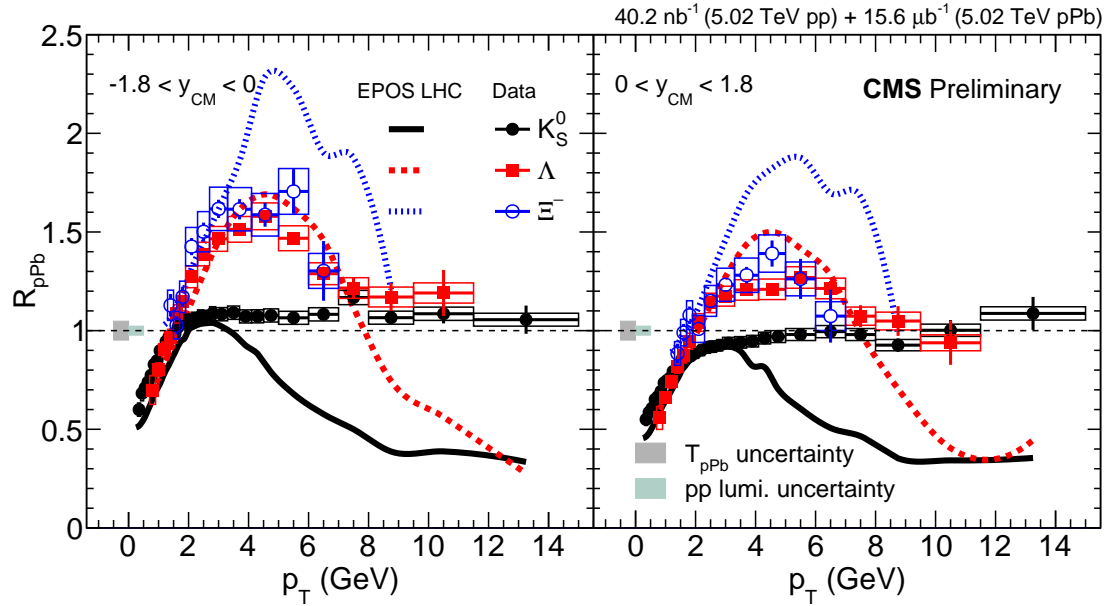 40.2 nb⁻¹ (5.02 TeV pp) + 15.6 μb⁻¹ (5.02 TeV pPb)
-1.8 < y_CM < 0
EPOS LHC Data
K_S^0
Λ
Ξ⁻
0 < y_CM < 1.8
CMS Preliminary
T_pPb uncertainty
pp lumi. uncertainty
R_pPb
2.5
2
1.5
1
0.5
0
0 2 4 6 8 10 12 14
0 2 4 6 8 10 12 14
p_T (GeV)
p_T (GeV)